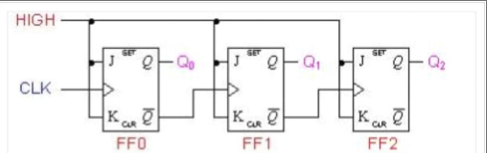 HIGH
SET SET SET
J Q Q0 J Q Q1 J Q Q2
CLK
K CLR Q K CLR Q K CLR Q
FF0 FF1 FF2